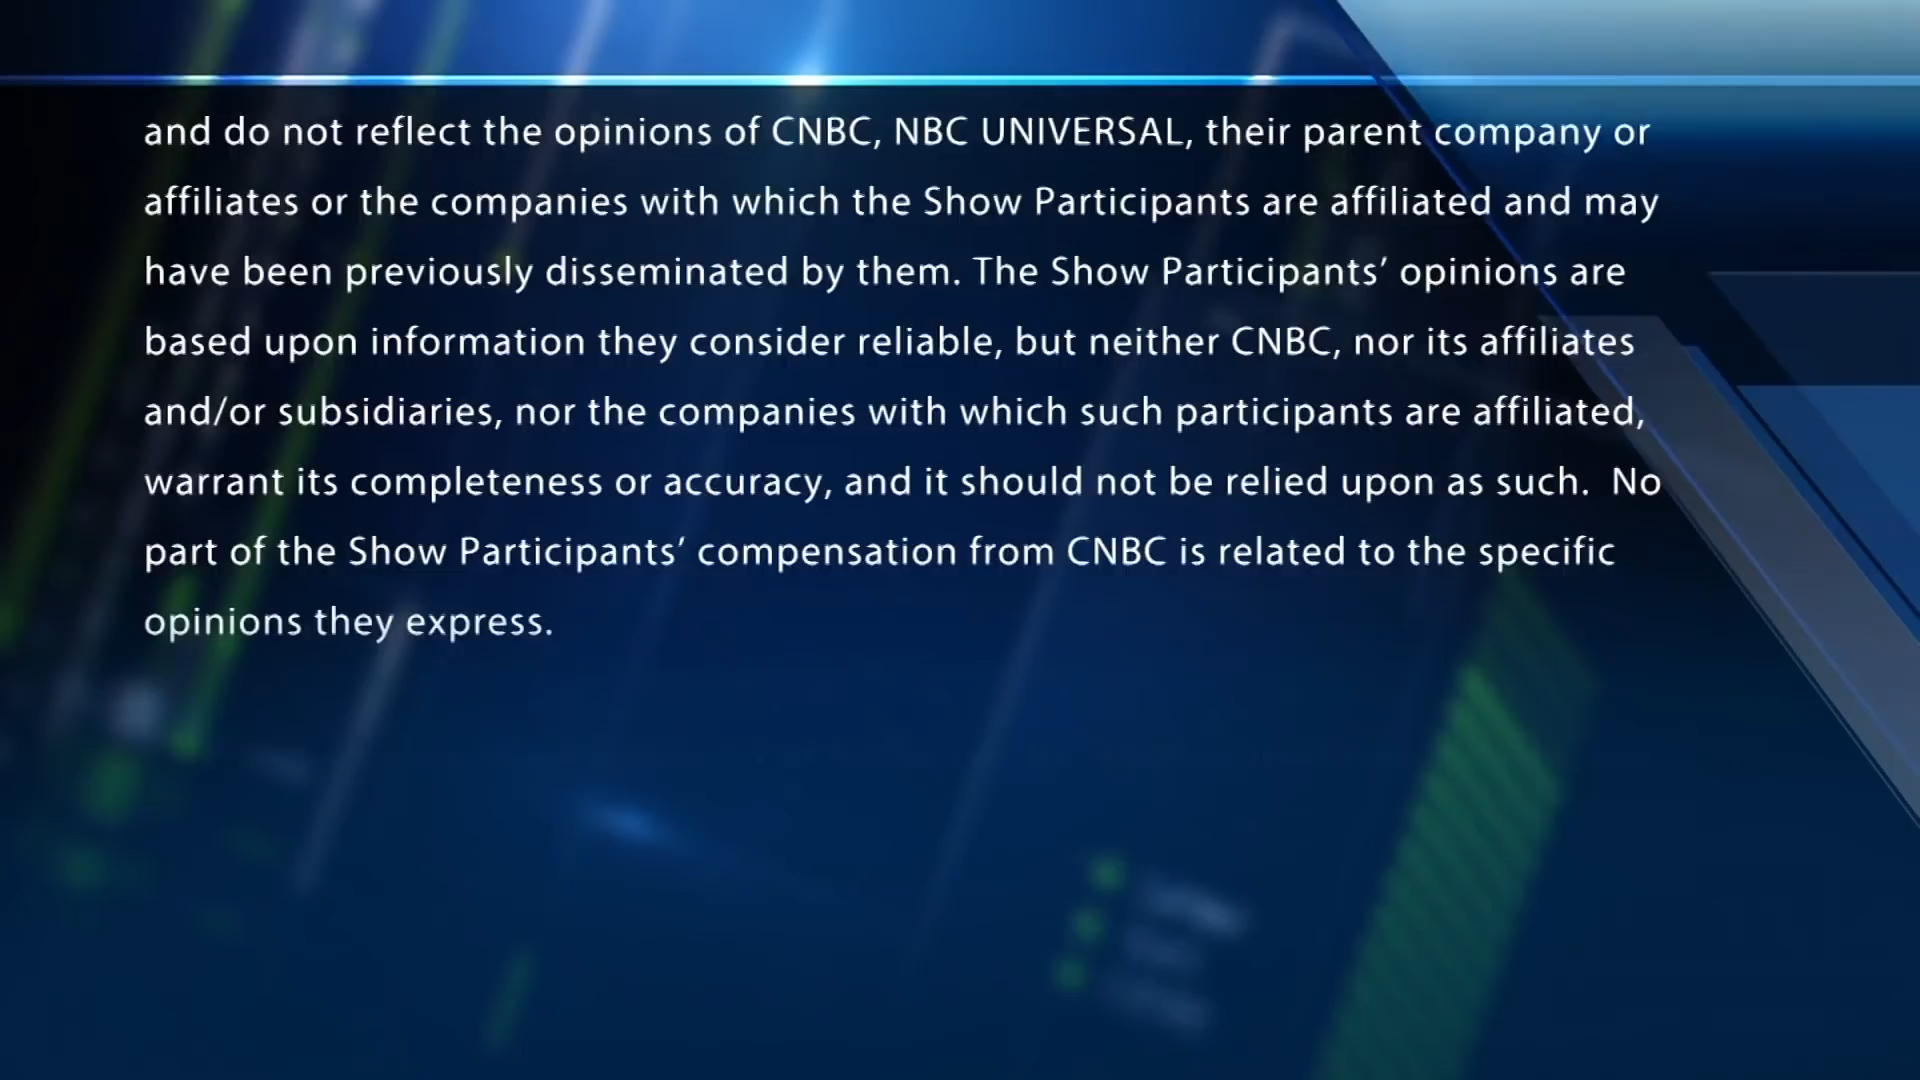 and do not reflect the opinions of CNBC, NBC UNIVERSAL, their parent company or
affiliates or the companies with which the Show Participants are affiliated and may
have been previously disseminated by them. The Show Participants’ opinions are
based upon information they consider reliable, but neither CNBC, nor its affiliates
and/or subsidiaries, nor the companies with which such participants are affiliated,
warrant its completeness or accuracy, and it should not be relied upon as such.  No
part of the Show Participants’ compensation from CNBC is related to the specific
opinions they express.